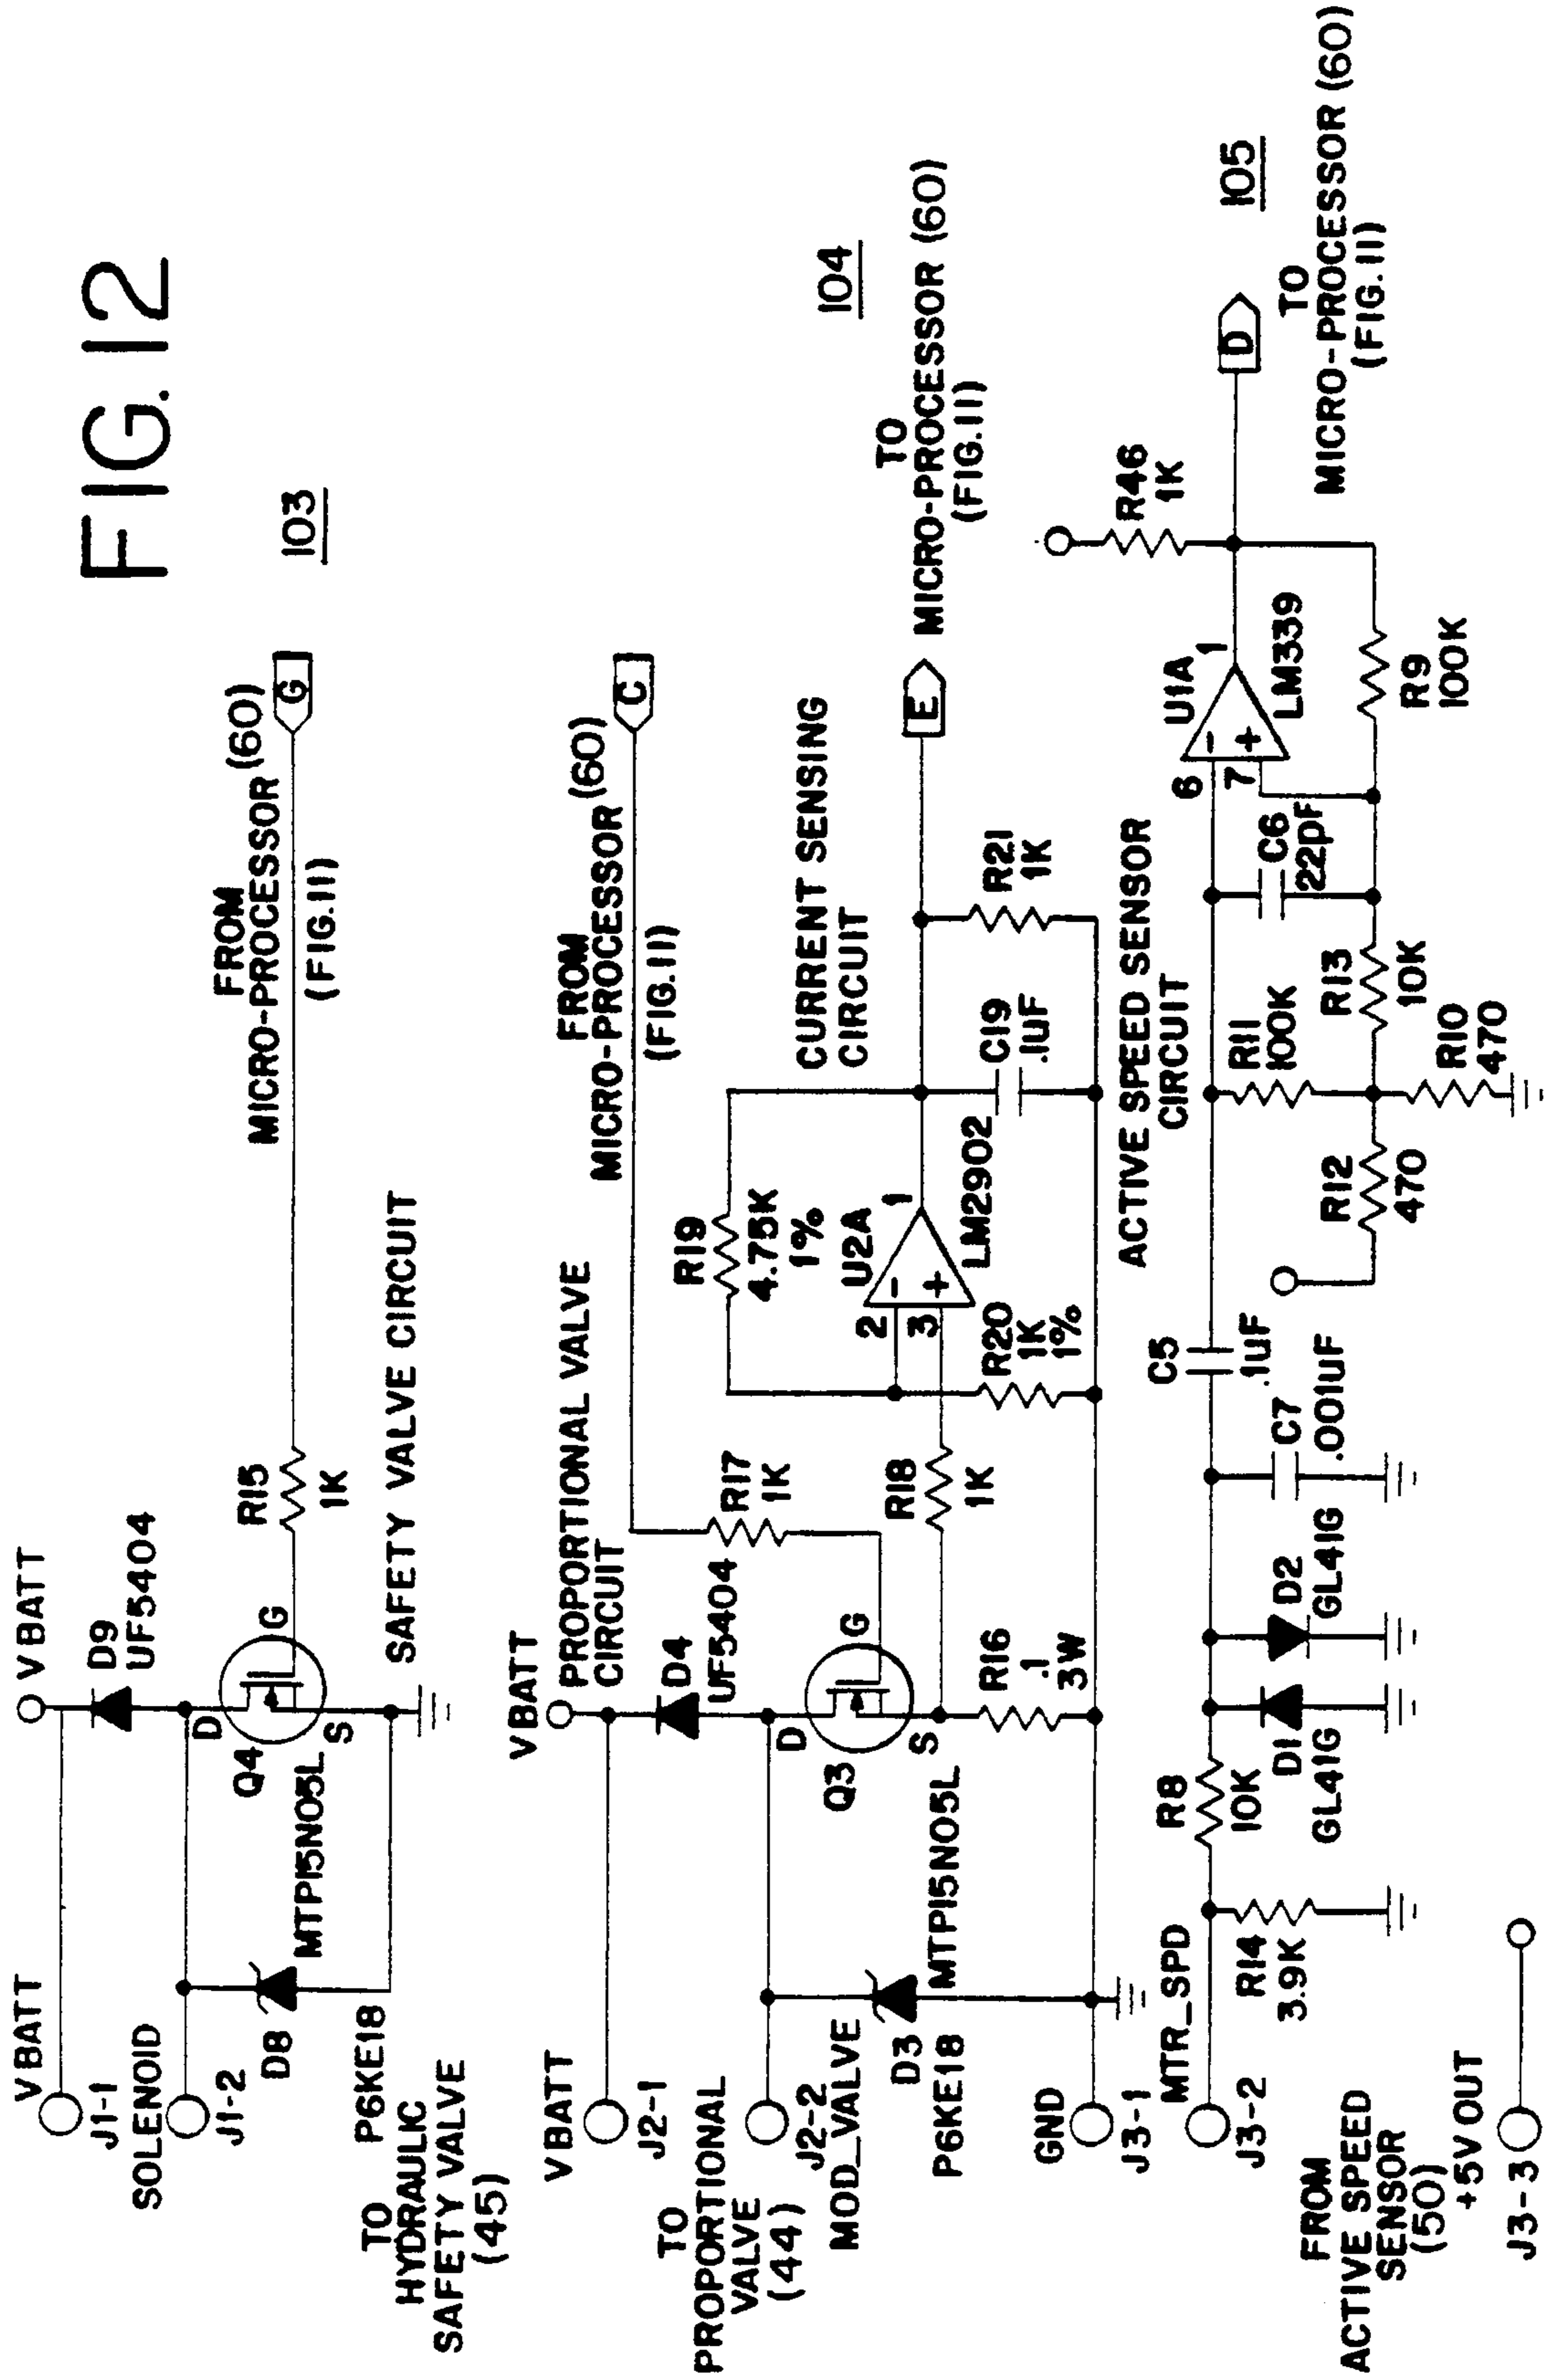 FIG.12
103
VBATT
J1-1
VBATT
D9
UF5404
SOLENOID
J1-2
D8
P6KE18
TO
HYDRAULIC
SAFETY VALVE
(45)
D
Q4
G
S
MTP15N05L
R15
1K
SAFETY VALVE CIRCUIT
FROM
MICRO-PROCESSOR (60)
(FIG.11)
G
104
VBATT
J2-1
VBATT
PROPORTIONAL VALVE
CIRCUIT
D4
UF5404
R17
1K
FROM
MICRO-PROCESSOR (60)
(FIG.11)
C
TO
PROPORTIONAL
VALVE
(44)
J2-2
MOD_VALVE
D3
P6KE18
D
Q3
G
S
MTP15N05L
R16
.1
3W
R18
1K
R19
4.75K
1%
U2A
2
3
-
+
1
LM2902
R20
1K
1%
C19
.1UF
R21
1K
CURRENT SENSING
CIRCUIT
E
TO
MICRO-PROCESSOR (60)
(FIG.11)
GND
J3-1
105
MTR_SPD
J3-2
FROM
ACTIVE SPEED
SENSOR
(50)
+5V OUT
J3-3
R14
3.9K
R8
10K
D1
GL41G
D2
GL41G
C7
.001UF
C5
.1UF
ACTIVE SPEED SENSOR
CIRCUIT
R12
470
R11
100K
R10
470
R13
10K
C6
22pF
6
7
-
+
U1A
1
LM339
R9
100K
R46
1K
D
TO
MICRO-PROCESSOR (60)
(FIG.11)